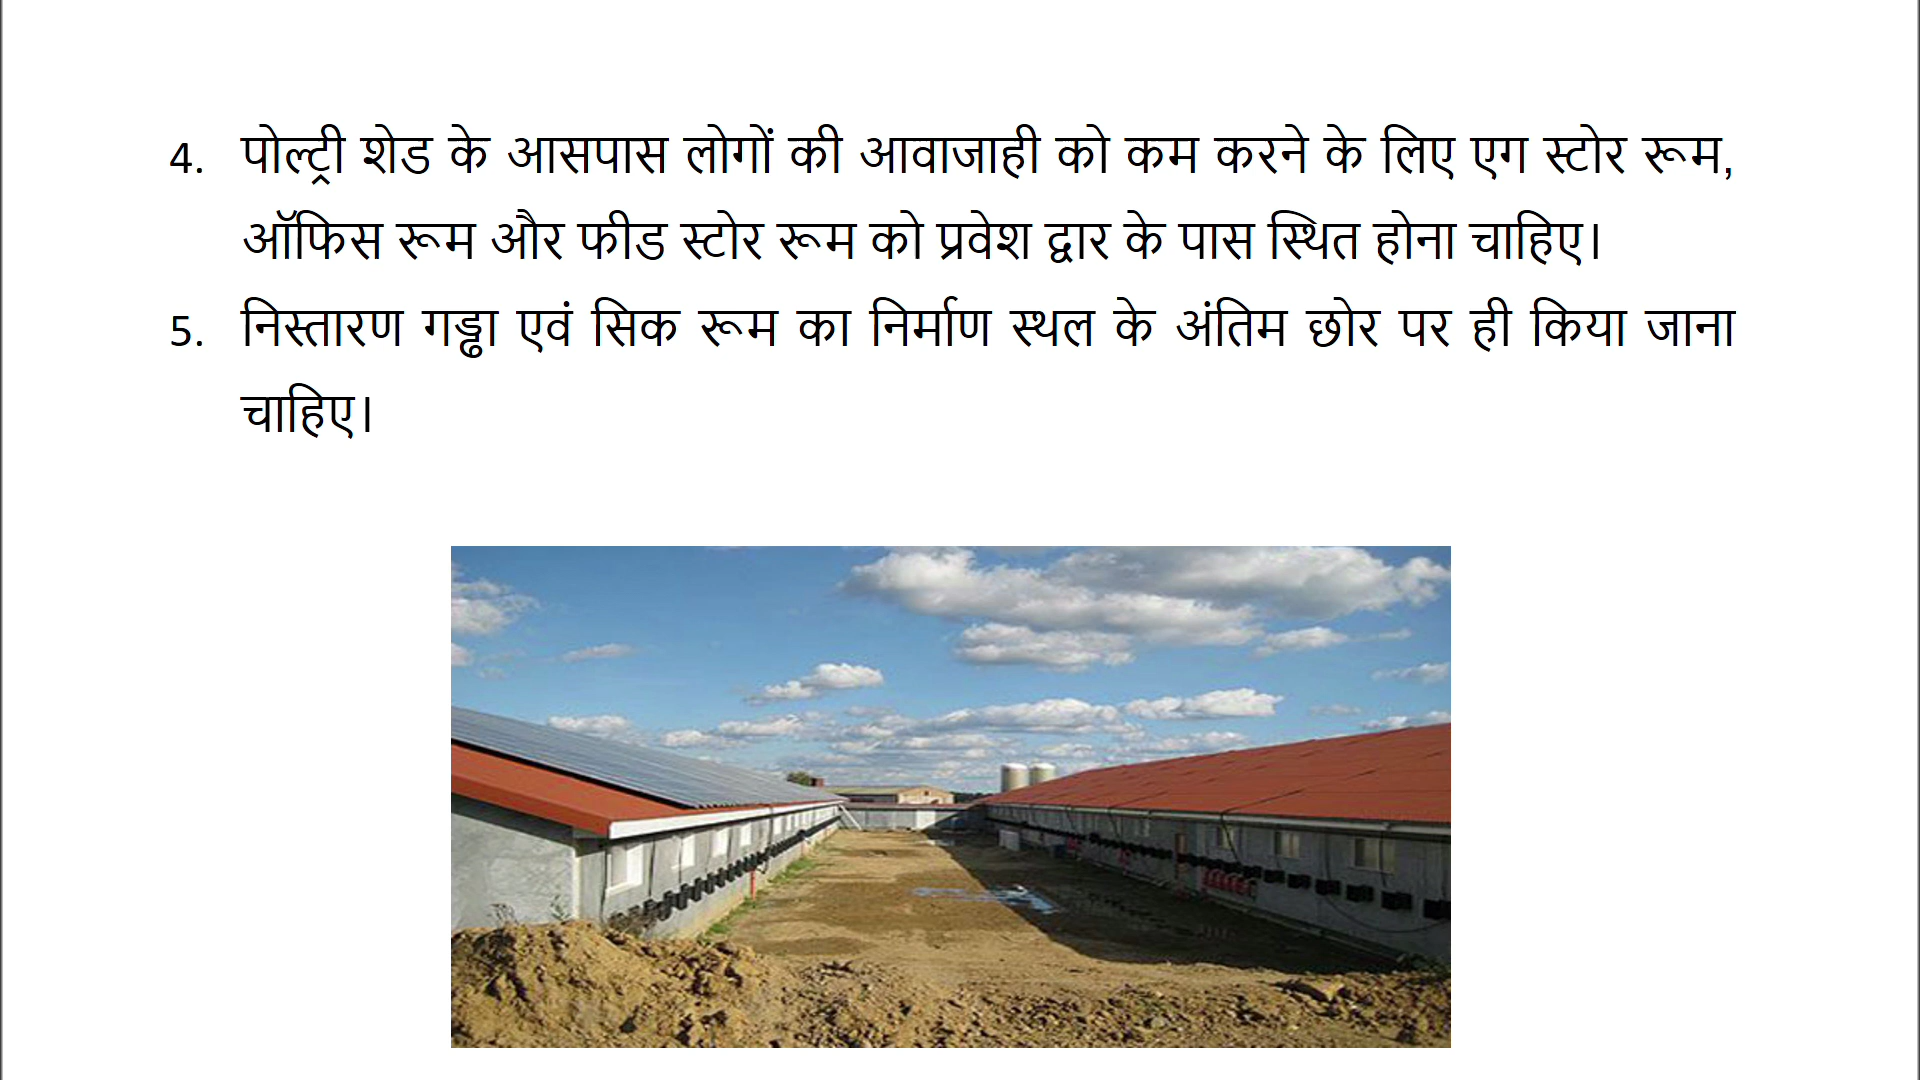 4. पोल्ट्री शेड के आसपास लोगों की आवाजाही को कम करने के लिए एग स्टोर रूम,
ऑफिस रूम और फीड स्टोर रूम को प्रवेश द्वार के पास स्थित होना चाहिए।
5. निस्तारण गड्ढा एवं सिक रूम का निर्माण स्थल के अंतिम छोर पर ही किया जाना
चाहिए।